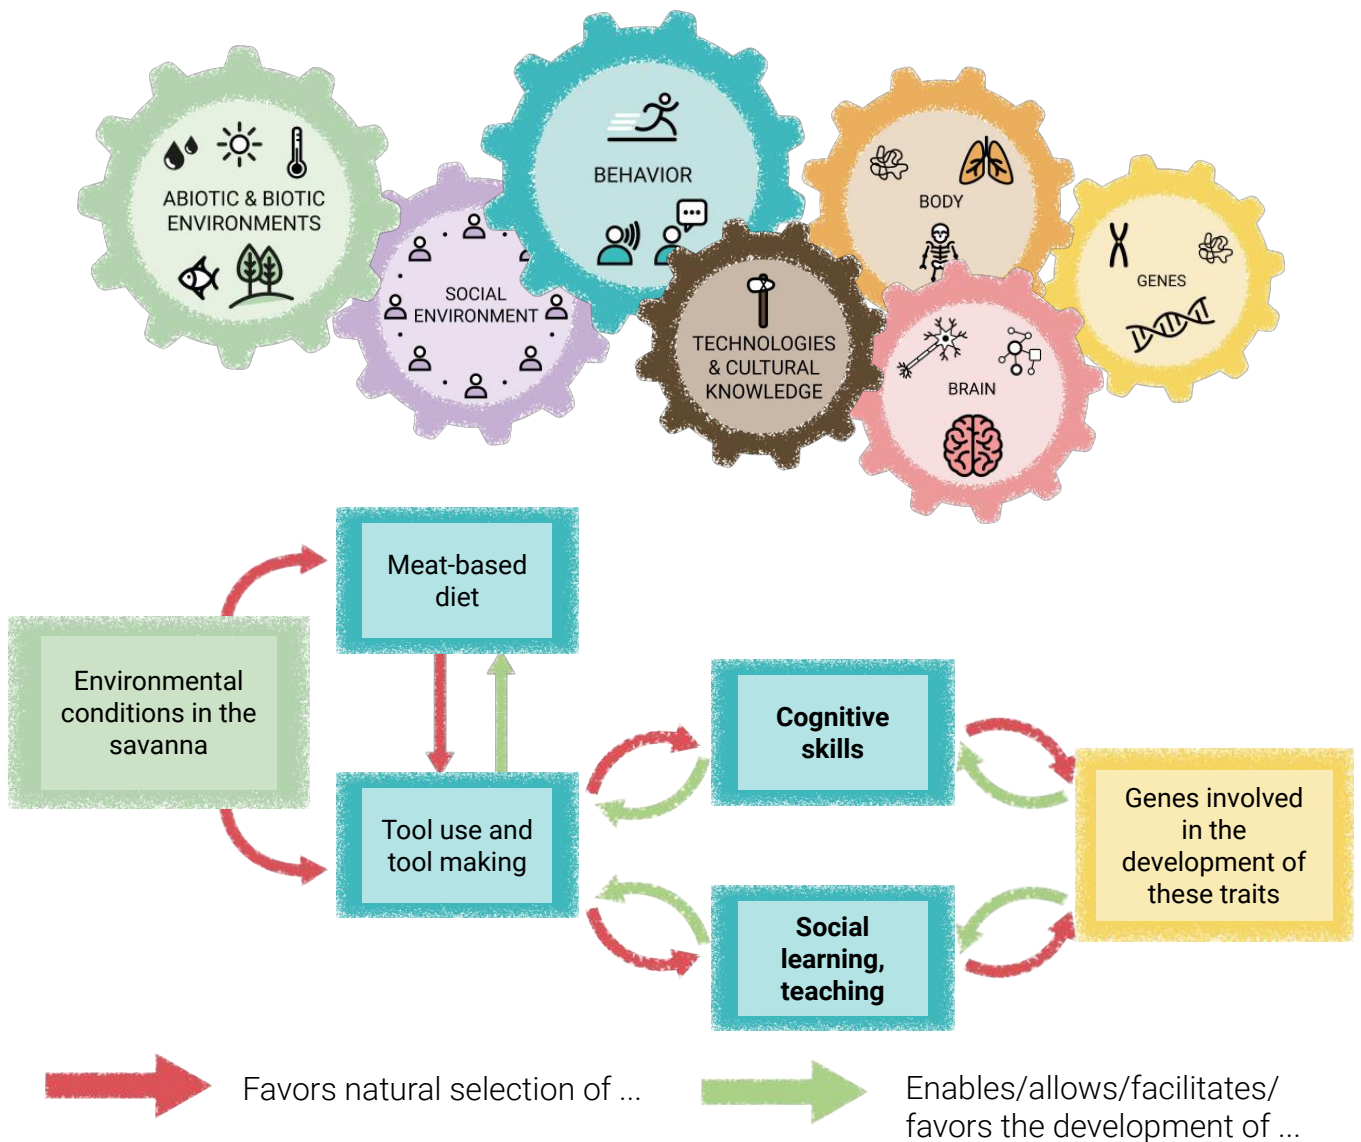 ABIOTIC & BIOTIC
ENVIRONMENTS
SOCIAL
ENVIRONMENT
BEHAVIOR
TECHNOLOGIES
& CULTURAL
KNOWLEDGE
BODY
BRAIN
GENES
Meat-based
diet
Environmental
conditions in the
savanna
Tool use and
tool making
Cognitive
skills
Social
learning,
teaching
Genes involved
in the
development of
these traits
Favors natural selection of ...
Enables/allows/facilitates/
favors the development of ...